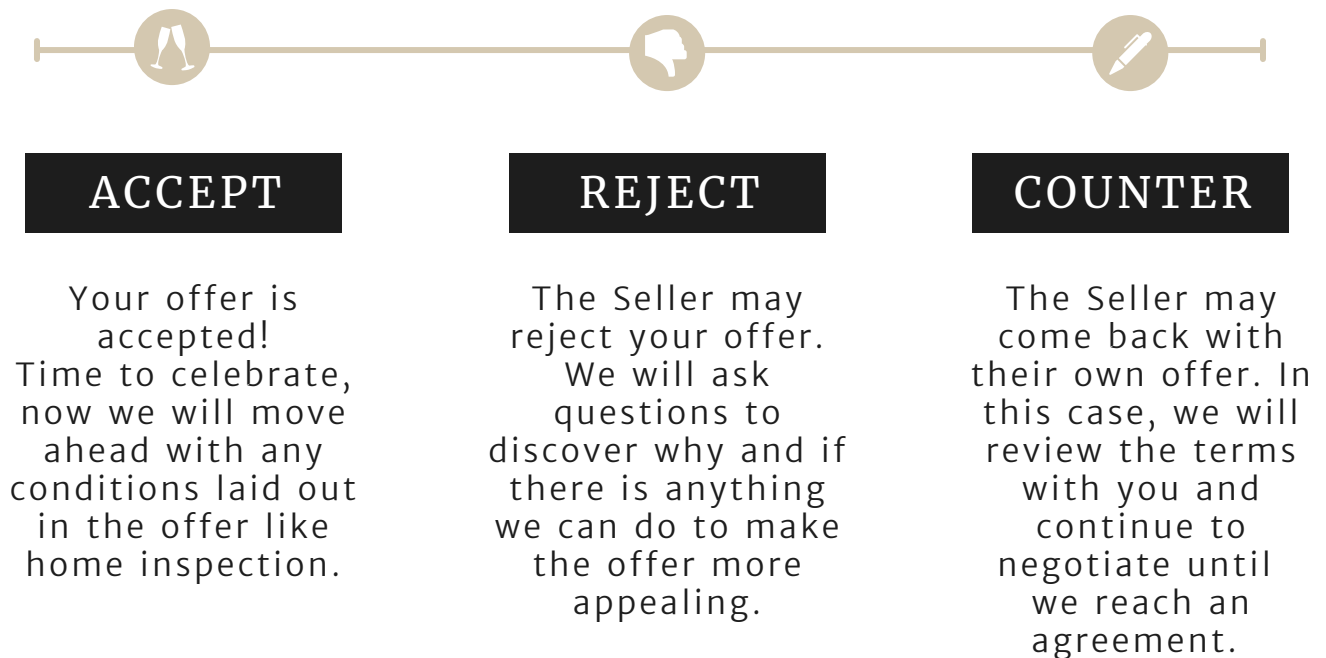 ACCEPT
Your offer is
accepted!
Time to celebrate,
now we will move
ahead with any
conditions laid out
in the offer like
home inspection.
REJECT
The Seller may
reject your offer.
We will ask
questions to
discover why and if
there is anything
we can do to make
the offer more
appealing.
COUNTER
The Seller may
come back with
their own offer. In
this case, we will
review the terms
with you and
continue to
negotiate until
we reach an
agreement.